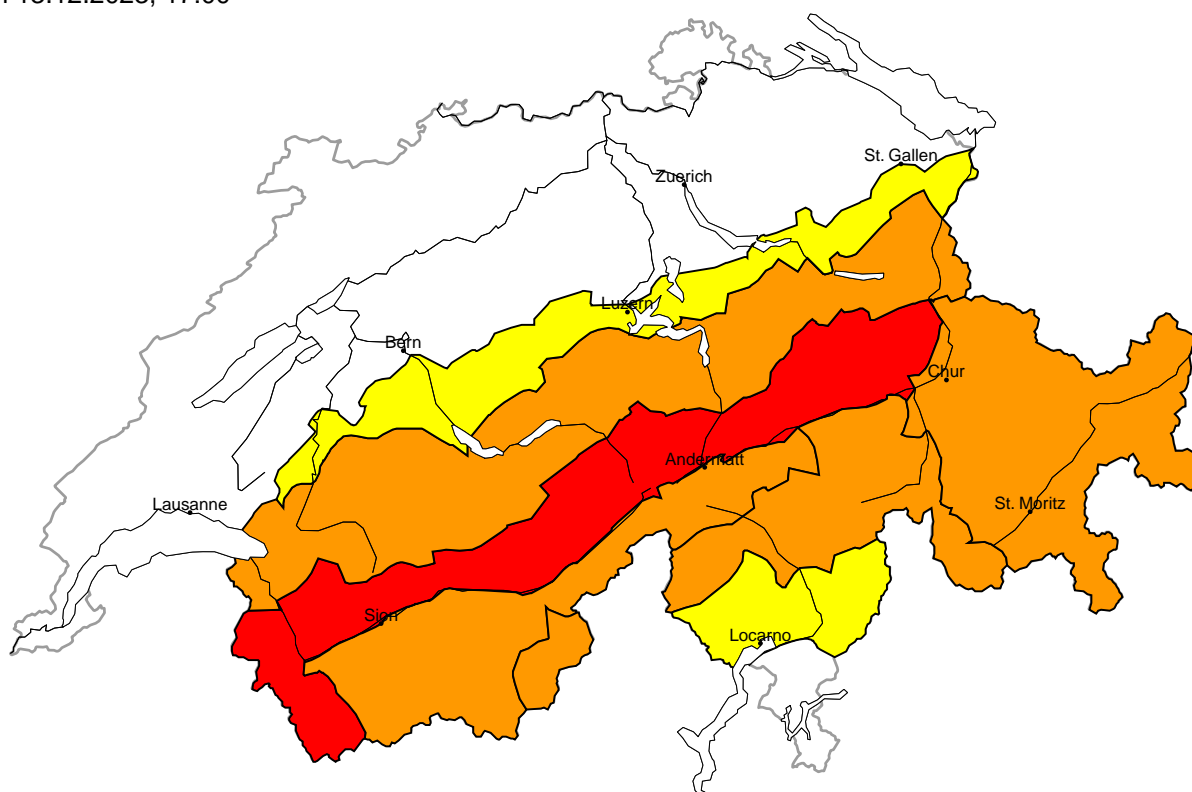 St. Gallen
Zuerich
Luzern
Bern
Chur
Andermatt
Lausanne
St. Moritz
Sion
Locarno